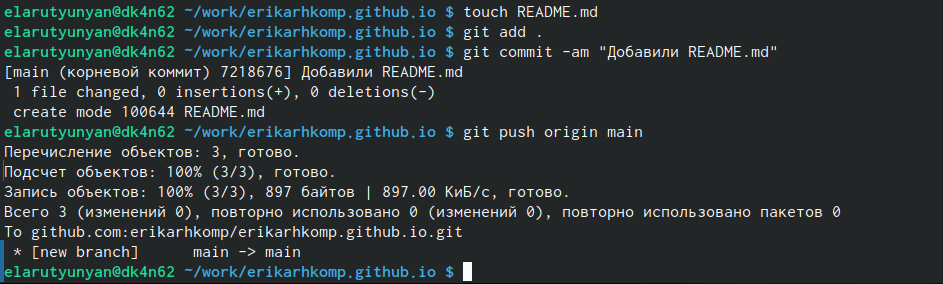 elarutyunyan@dk4n62 ~/work/erikarhkomp.github.io $ touch README.md
elarutyunyan@dk4n62 ~/work/erikarhkomp.github.io $ git add .
elarutyunyan@dk4n62 ~/work/erikarhkomp.github.io $ git commit -am "Добавили README.md"
[main (корневой коммит) 7218676] Добавили README.md
 1 file changed, 0 insertions(+), 0 deletions(-)
 create mode 100644 README.md
elarutyunyan@dk4n62 ~/work/erikarhkomp.github.io $ git push origin main
Перечисление объектов: 3, готово.
Подсчет объектов: 100% (3/3), готово.
Запись объектов: 100% (3/3), 897 байтов | 897.00 КиБ/с, готово.
Всего 3 (изменений 0), повторно использовано 0 (изменений 0), повторно использовано пакетов 0
To github.com:erikarhkomp/erikarhkomp.github.io.git
 * [new branch]      main -> main
elarutyunyan@dk4n62 ~/work/erikarhkomp.github.io $